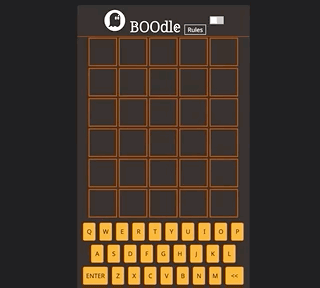 BOOdle
Rules
Q W E R T Y U I O P
A S D F G H J K L
ENTER Z X C V B N M <<